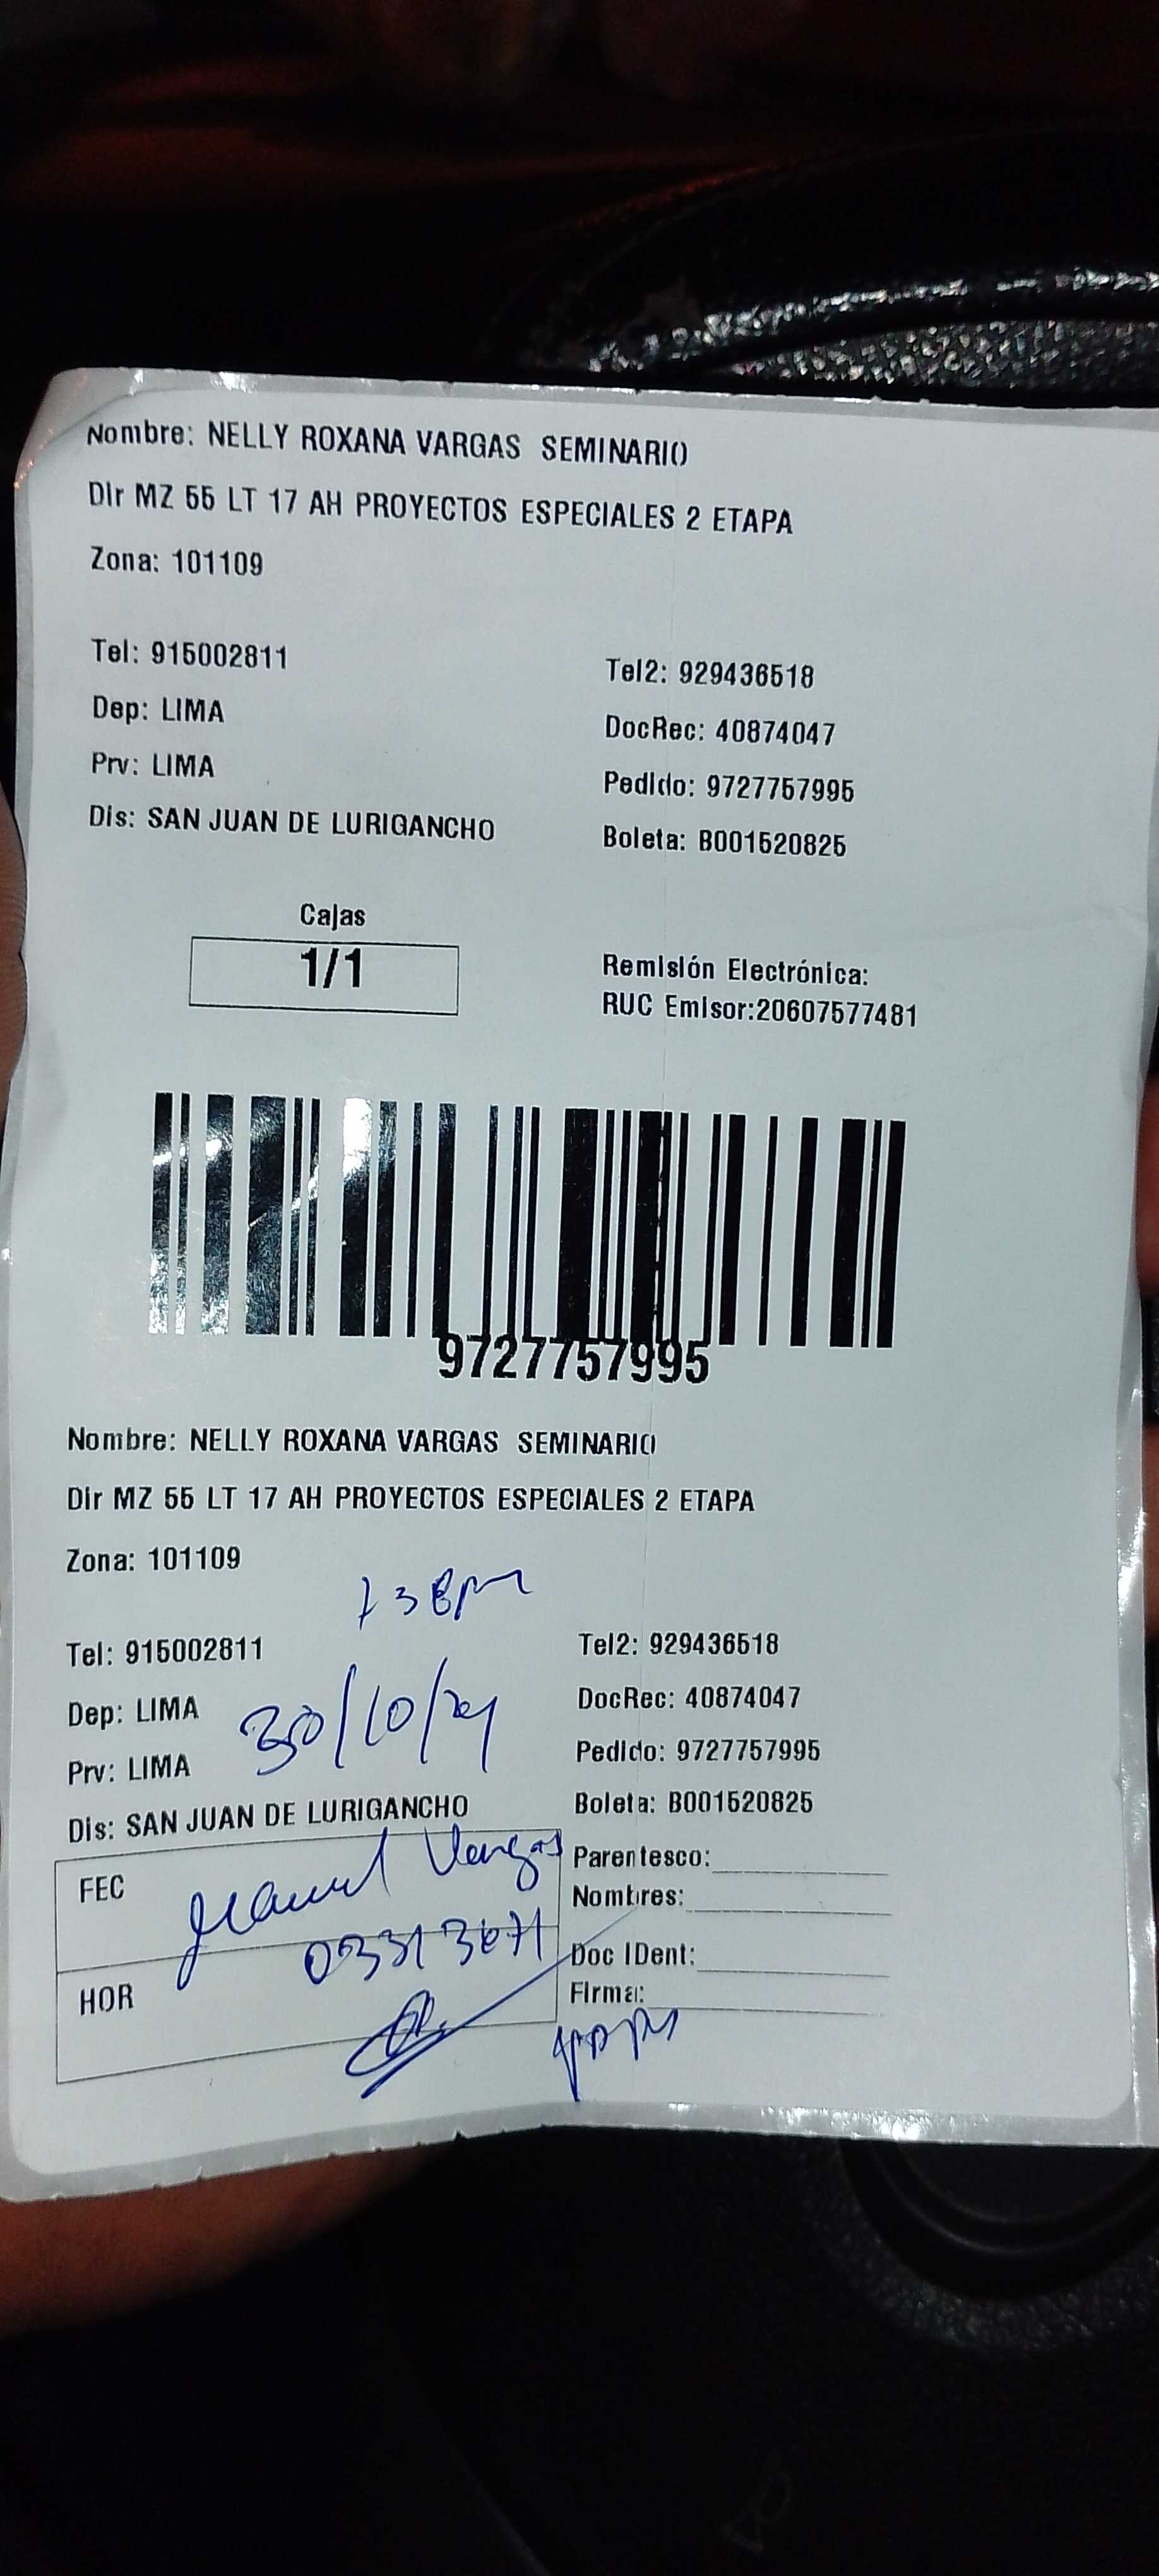 Nombre: NELLY ROXANA VARGAS SEMINARIO
Dir MZ 55 LT 17 AH PROYECTOS ESPECIALES 2 ETAPA
Zona: 101109
Tel: 915002811
Tel2: 929436518
Dep: LIMA
DocRec: 40874047
Prv: LIMA
Pedido: 9727757995
Dis: SAN JUAN DE LURIGANCHO
Boleta: B001520825
Cajas
1/1
Remisión Electrónica:
RUC Emisor:20607577481
9727757995
Nombre: NELLY ROXANA VARGAS SEMINARIO
Dir MZ 55 LT 17 AH PROYECTOS ESPECIALES 2 ETAPA
Zona: 101109
Tel: 915002811
Tel2: 929436518
Dep: LIMA
DocRec: 40874047
30/10/24
Prv: LIMA
Pedido: 9727757995
Dis: SAN JUAN DE LURIGANCHO
Boleta: B001520825
FEC
Manuel Vargas
Parentesco:
Nombres:
HOR
Doc IDent:
Firma:
papa